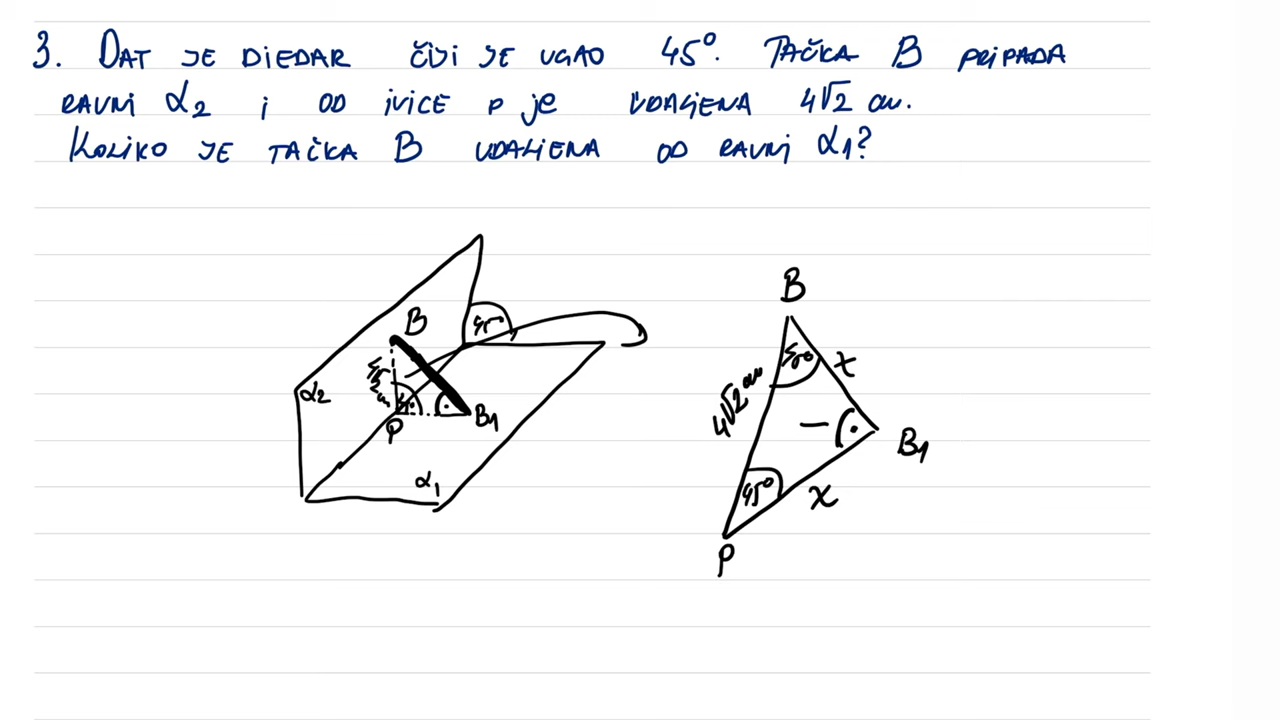 3. DAT JE DIEDAR ČIJI JE UGAO 45°. TAČKA B PRIPADA
RAVNI α2 I OD IVICE p je UDALJENA 4√2 cm.
KOLIKO JE TAČKA B UDALJENA OD RAVNI α1?
B
45°
α2
P
B1
α1
B
45°
x
4√2 cm
B1
45°
x
P